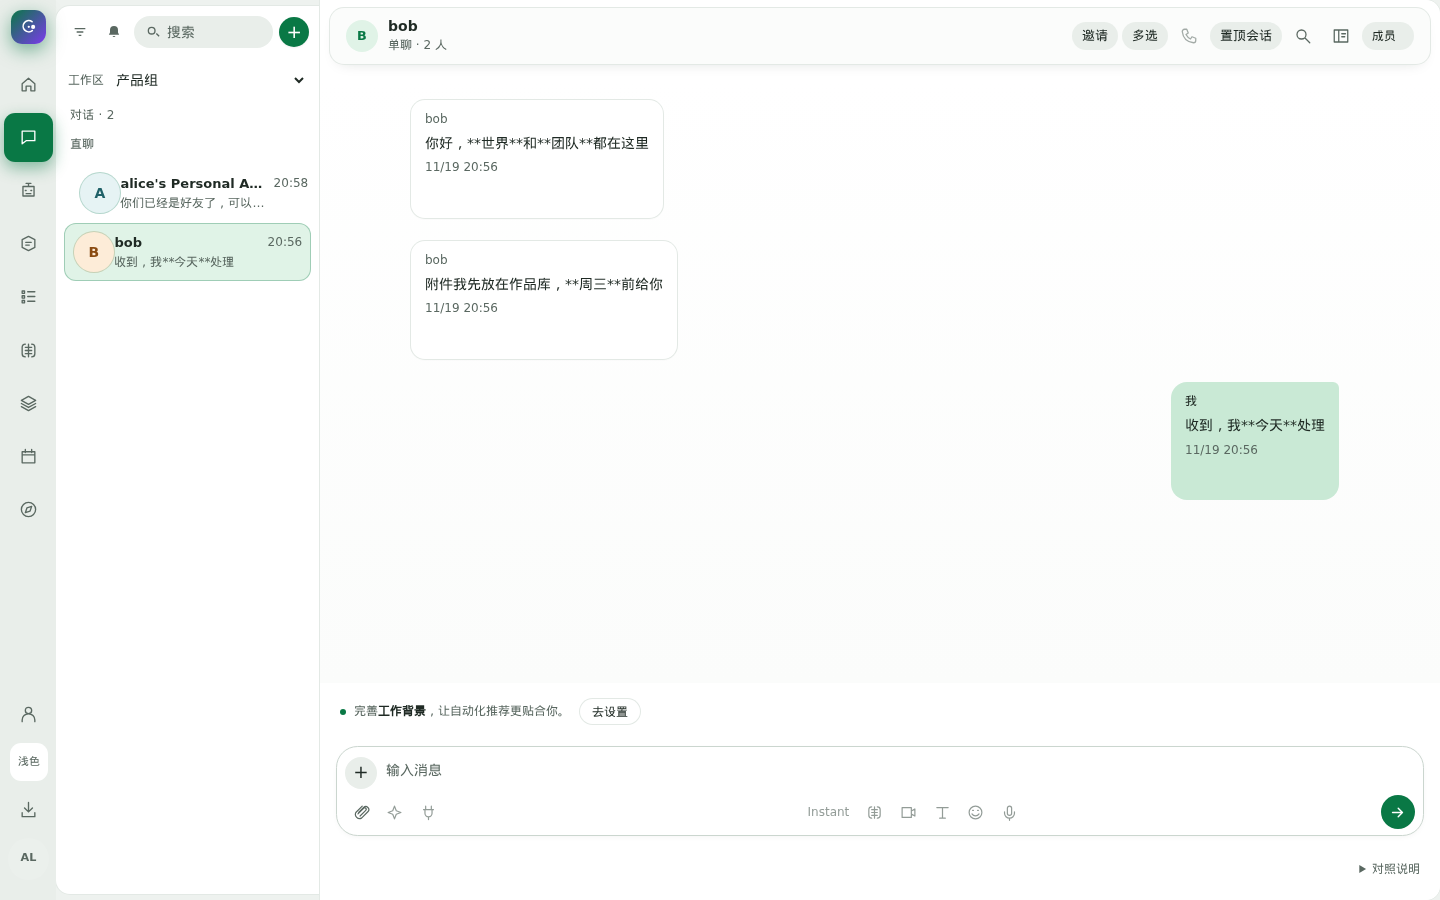 搜索
工作区 产品组
对话 · 2
直聊
A
alice's Personal A... 20:58
你们已经是好友了，可以...
B
bob 20:56
收到，我**今天**处理
浅色
AL
B
bob
单聊 · 2 人
邀请 多选 置顶会话 成员
bob
你好，**世界**和**团队**都在这里
11/19 20:56
bob
附件我先放在作品库，**周三**前给你
11/19 20:56
我
收到，我**今天**处理
11/19 20:56
完善工作背景，让自动化推荐更贴合你。 去设置
输入消息
Instant
对照说明